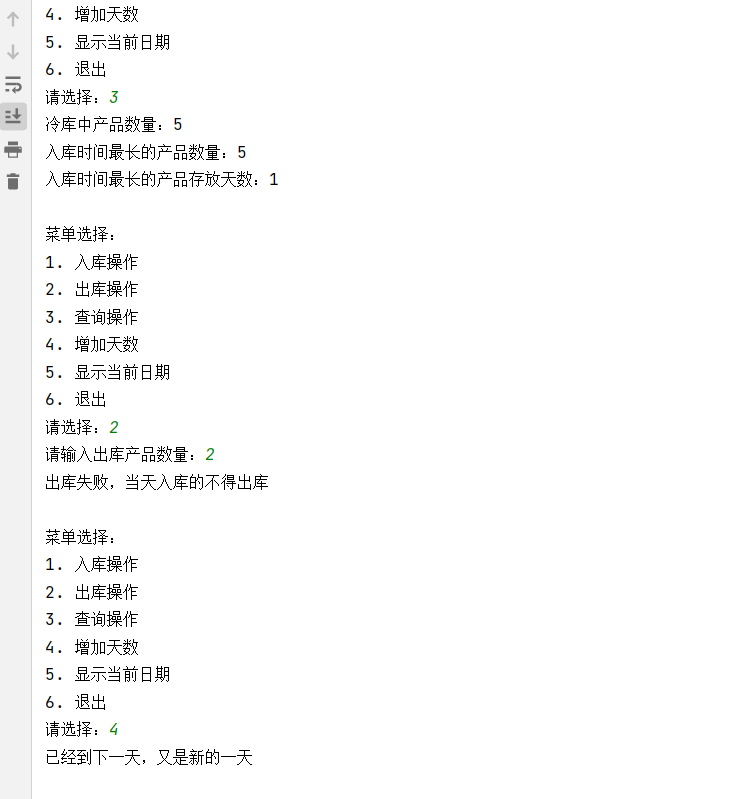 4. 增加天数
5. 显示当前日期
6. 退出
请选择：3
冷库中产品数量：5
入库时间最长的产品数量：5
入库时间最长的产品存放天数：1
菜单选择：
1. 入库操作
2. 出库操作
3. 查询操作
4. 增加天数
5. 显示当前日期
6. 退出
请选择：2
请输入出库产品数量：2
出库失败，当天入库的不得出库
菜单选择：
1. 入库操作
2. 出库操作
3. 查询操作
4. 增加天数
5. 显示当前日期
6. 退出
请选择：4
已经到下一天，又是新的一天